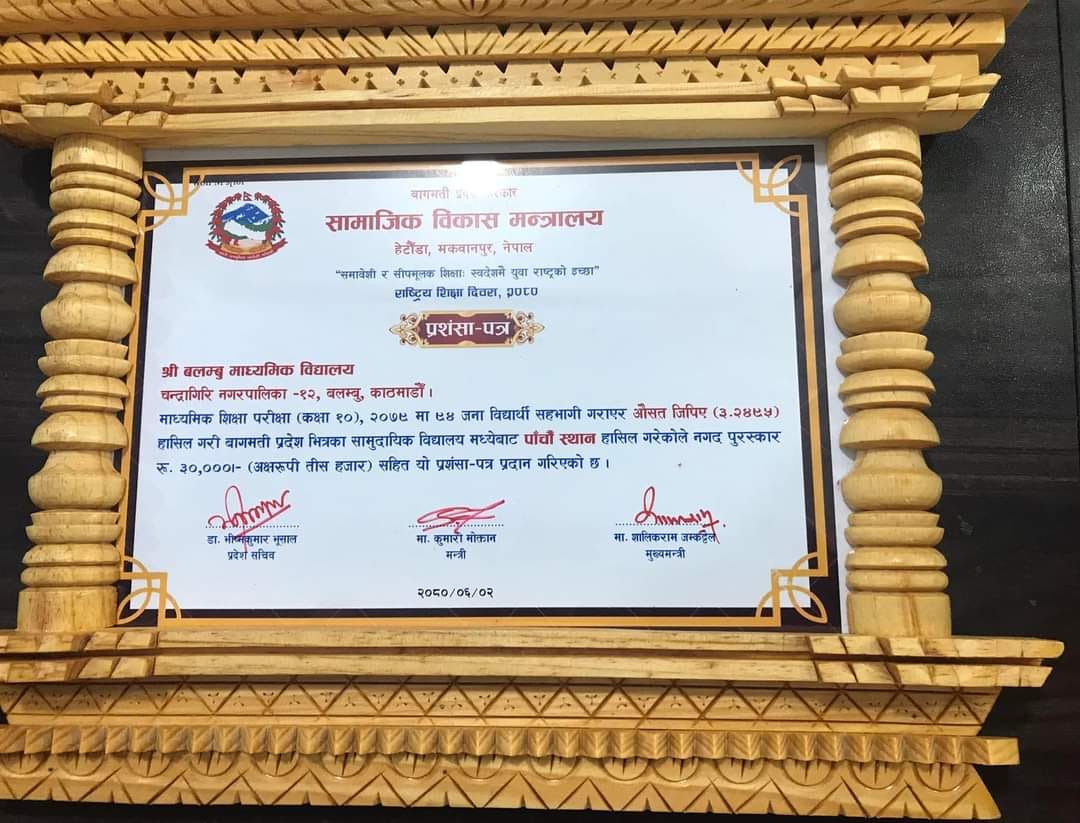 बागमती प्रदेश सरकार
सामाजिक विकास मन्त्रालय
हेटौंडा, मकवानपुर, नेपाल
"समावेशी र सीपमूलक शिक्षाः स्वदेशमै युवा राष्ट्रको इच्छा"
राष्ट्रिय शिक्षा दिवस, २०८०
प्रशंसा-पत्र
श्री बलम्बु माध्यमिक विद्यालय
चन्द्रागिरि नगरपालिका -१२, बलम्बु, काठमाडौं ।
माध्यमिक शिक्षा परीक्षा (कक्षा १०), २०७९ मा ९४ जना विद्यार्थी सहभागी गराएर औसत जिपिए (३.२४९५)
हासिल गरी बागमती प्रदेश भित्रका सामुदायिक विद्यालय मध्येबाट पाँचौं स्थान हासिल गरेकोले नगद पुरस्कार
रु. ३०,०००।- (अक्षरूपी तीस हजार) सहित यो प्रशंसा-पत्र प्रदान गरिएको छ ।
डा. भीष्मकुमार भूसाल
प्रदेश सचिव
मा. कुमारी मोक्तान
मन्त्री
मा. शालिकराम जम्कट्टेल
मुख्यमन्त्री
२०८०/०६/०२